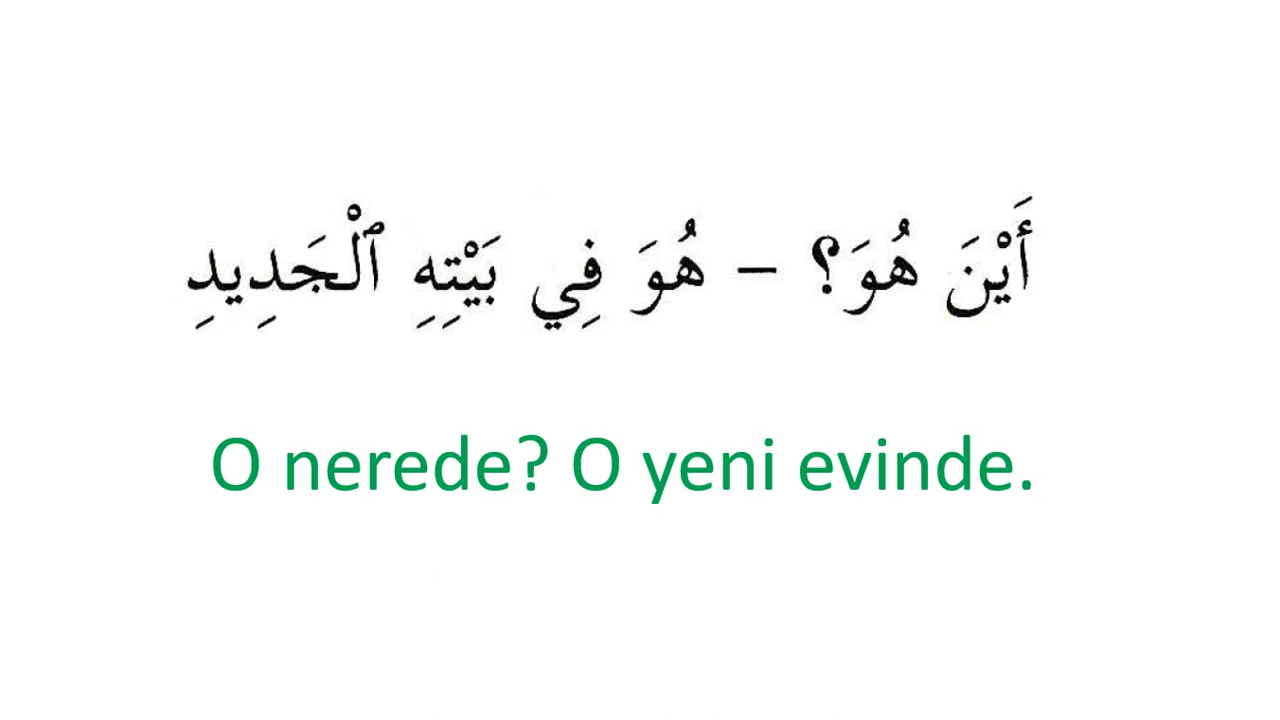 أَيْنَ هُوَ؟ – هُوَ فِي بَيْتِهِ ٱلْجَدِيدِ
O nerede? O yeni evinde.